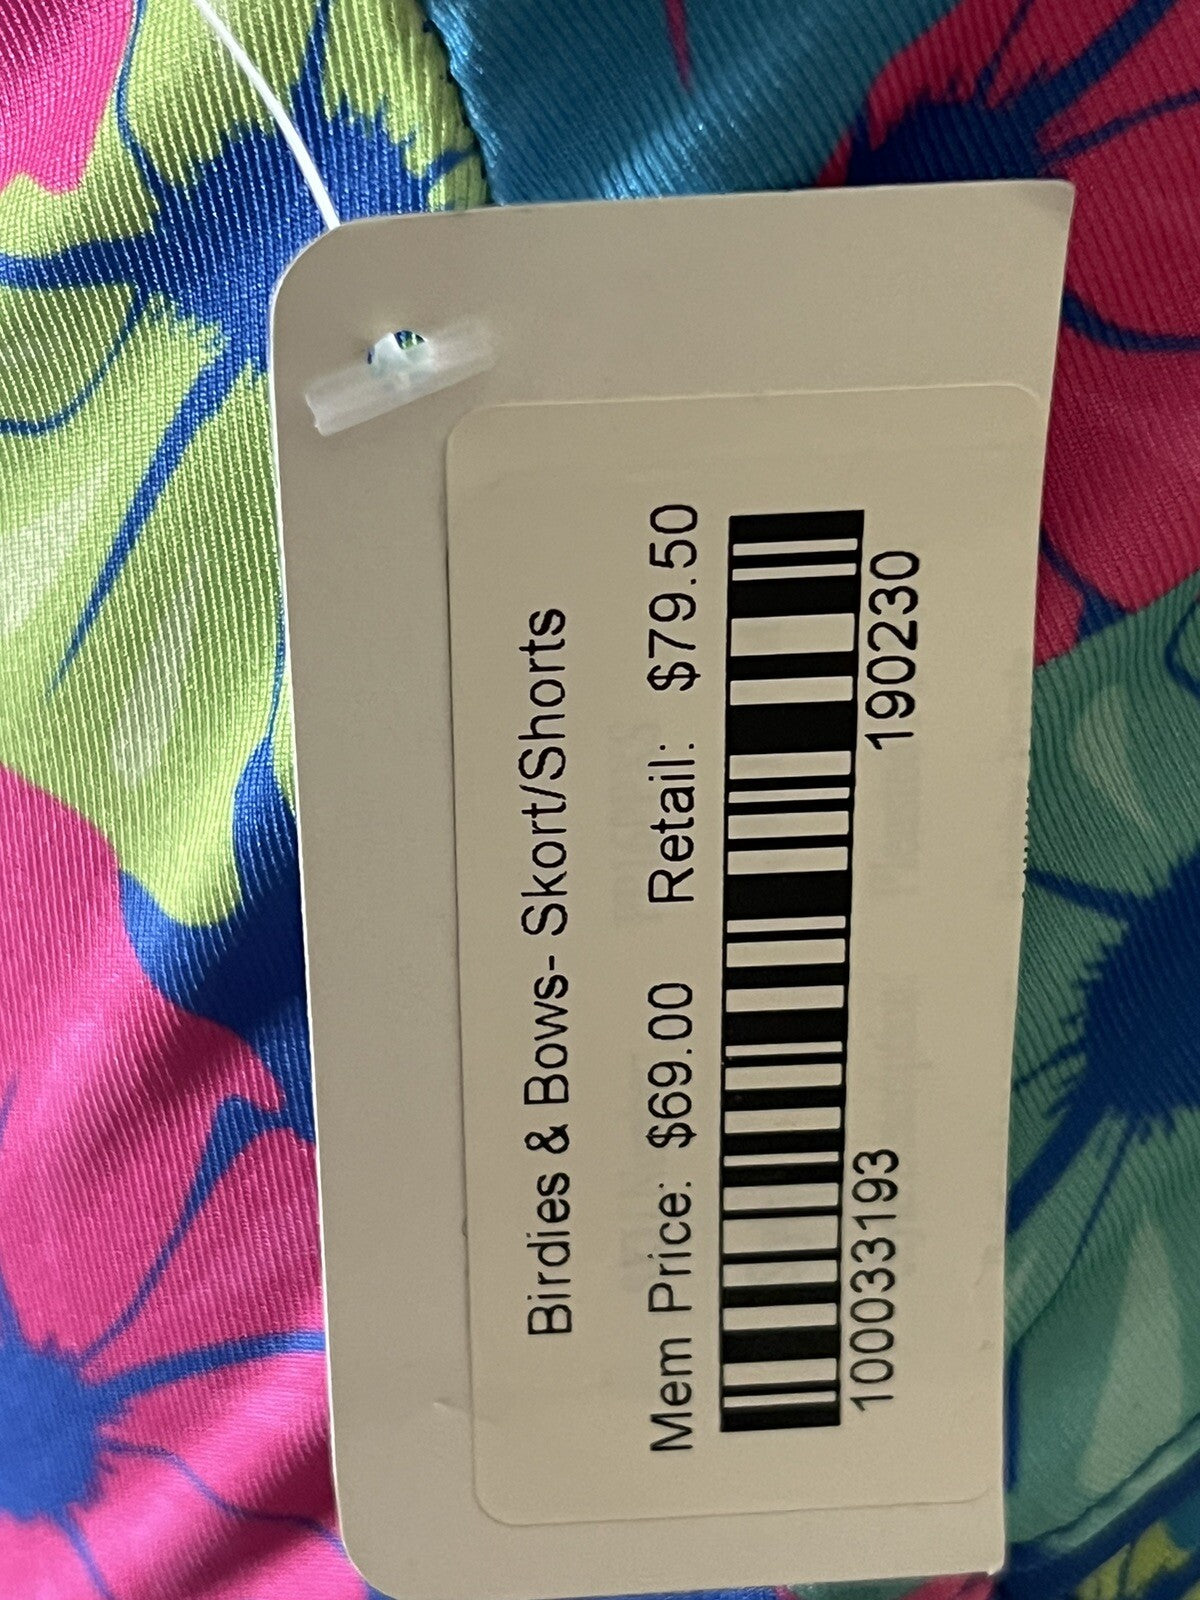 Birdies & Bows- Skort/Shorts
Mem Price: $69.00 Retail: $79.50
100033193 190230